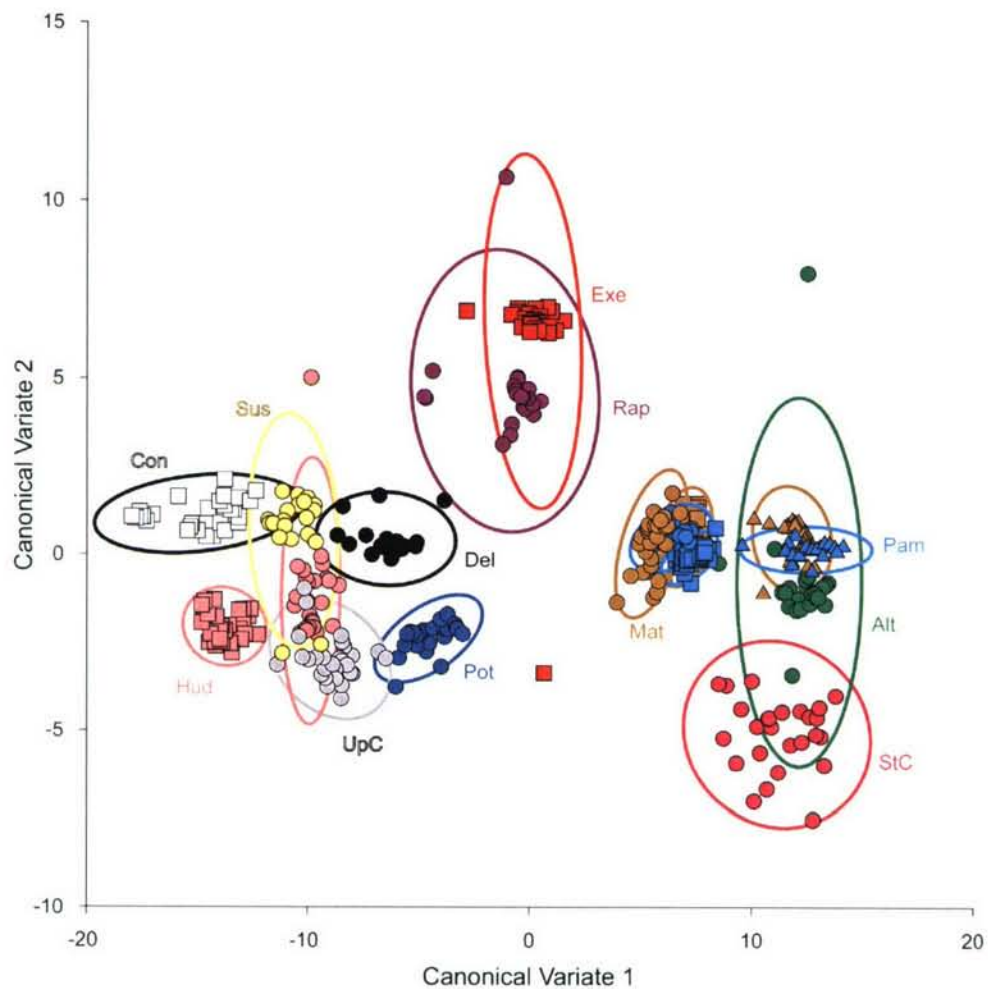 15
10
5
0
-5
-10
Canonical Variate 2
Exe
Rap
Sus
Con
Del
Hud
UpC
Pot
Mat
Pam
Alt
StC
-20
-10
0
10
20
Canonical Variate 1